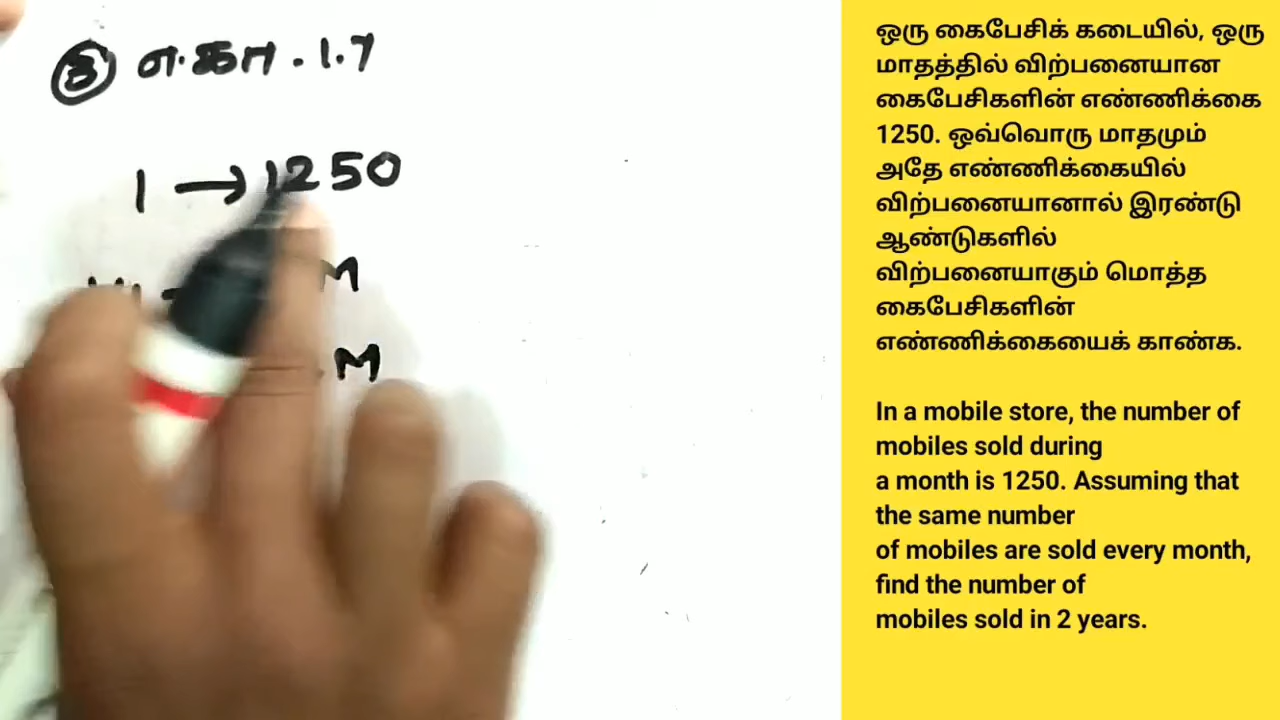 ③ எ.கா. 1.7
1 → 1250
M
M
ஒரு கைபேசிக் கடையில், ஒரு
மாதத்தில் விற்பனையான
கைபேசிகளின் எண்ணிக்கை
1250. ஒவ்வொரு மாதமும்
அதே எண்ணிக்கையில்
விற்பனையானால் இரண்டு
ஆண்டுகளில்
விற்பனையாகும் மொத்த
கைபேசிகளின்
எண்ணிக்கையைக் காண்க.
In a mobile store, the number of
mobiles sold during
a month is 1250. Assuming that
the same number
of mobiles are sold every month,
find the number of
mobiles sold in 2 years.